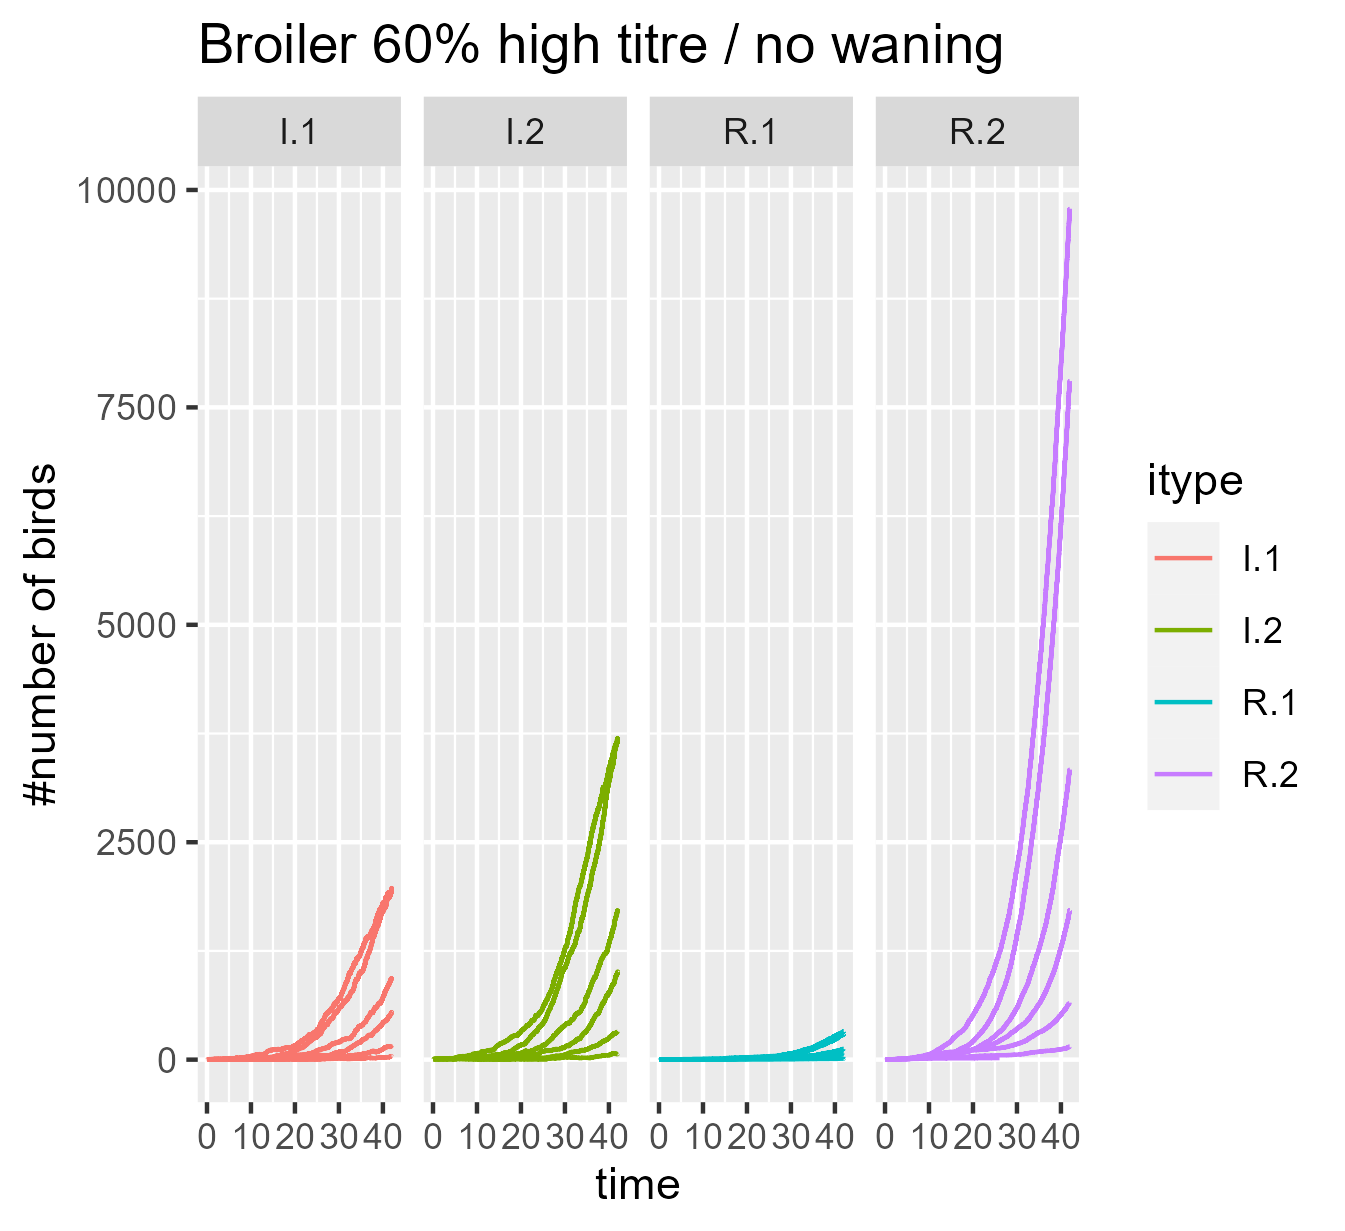 Broiler 60% high titre / no waning
I.1 I.2 R.1 R.2
10000
7500
5000
2500
0
#number of birds
0 10 20 30 40 0 10 20 30 40 0 10 20 30 40 0 10 20 30 40
time
itype
I.1
I.2
R.1
R.2